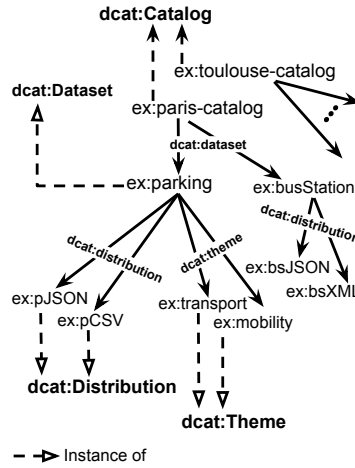 dcat:Catalog
ex:toulouse-catalog
dcat:Dataset
ex:paris-catalog
dcat:dataset
ex:parking
ex:busStation
dcat:distribution
dcat:theme
dcat:distribution
ex:bsJSON
ex:bsXML
ex:pJSON
ex:pCSV
ex:transport
ex:mobility
dcat:Distribution
dcat:Theme
Instance of